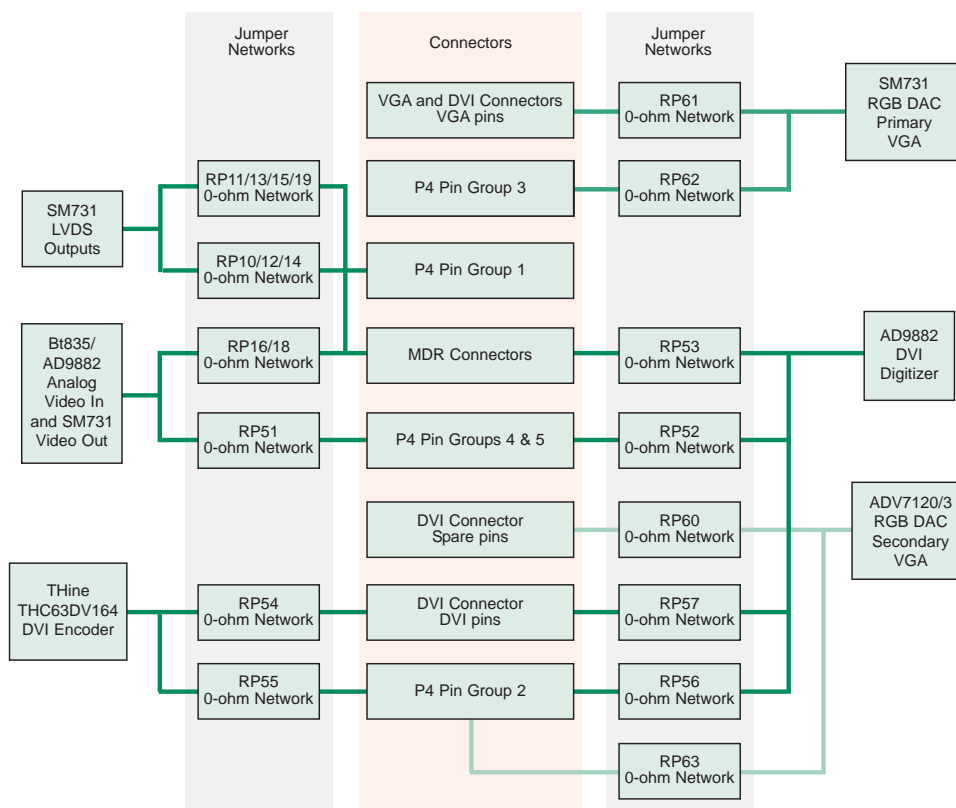 Jumper
Networks
Connectors
Jumper
Networks
VGA and DVI Connectors
VGA pins
RP61
0-ohm Network
SM731
RGB DAC
Primary
VGA
RP11/13/15/19
0-ohm Network
P4 Pin Group 3
RP62
0-ohm Network
SM731
LVDS
Outputs
RP10/12/14
0-ohm Network
P4 Pin Group 1
Bt835/
AD9882
Analog
Video In
and SM731
Video Out
RP16/18
0-ohm Network
MDR Connectors
RP53
0-ohm Network
AD9882
DVI
Digitizer
RP51
0-ohm Network
P4 Pin Groups 4 & 5
RP52
0-ohm Network
DVI Connector
Spare pins
RP60
0-ohm Network
ADV7120/3
RGB DAC
Secondary
VGA
THine
THC63DV164
DVI Encoder
RP54
0-ohm Network
DVI Connector
DVI pins
RP57
0-ohm Network
RP55
0-ohm Network
P4 Pin Group 2
RP56
0-ohm Network
RP63
0-ohm Network